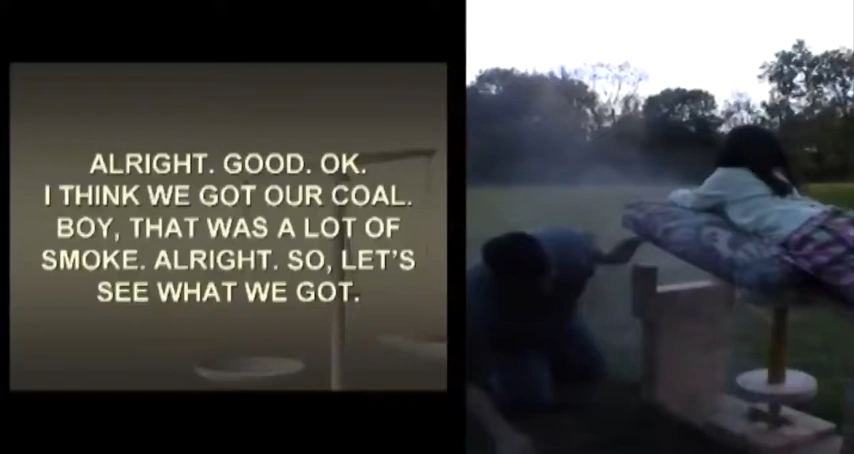 ALRIGHT. GOOD. OK.
I THINK WE GOT OUR COAL.
BOY, THAT WAS A LOT OF
SMOKE. ALRIGHT. SO, LET'S
SEE WHAT WE GOT.